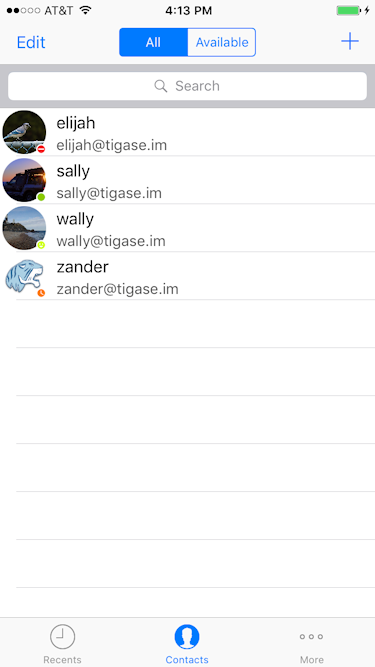 AT&T 4:13 PM
Edit All Available
Search
elijah
elijah@tigase.im
sally
sally@tigase.im
wally
wally@tigase.im
zander
zander@tigase.im
Recents Contacts More